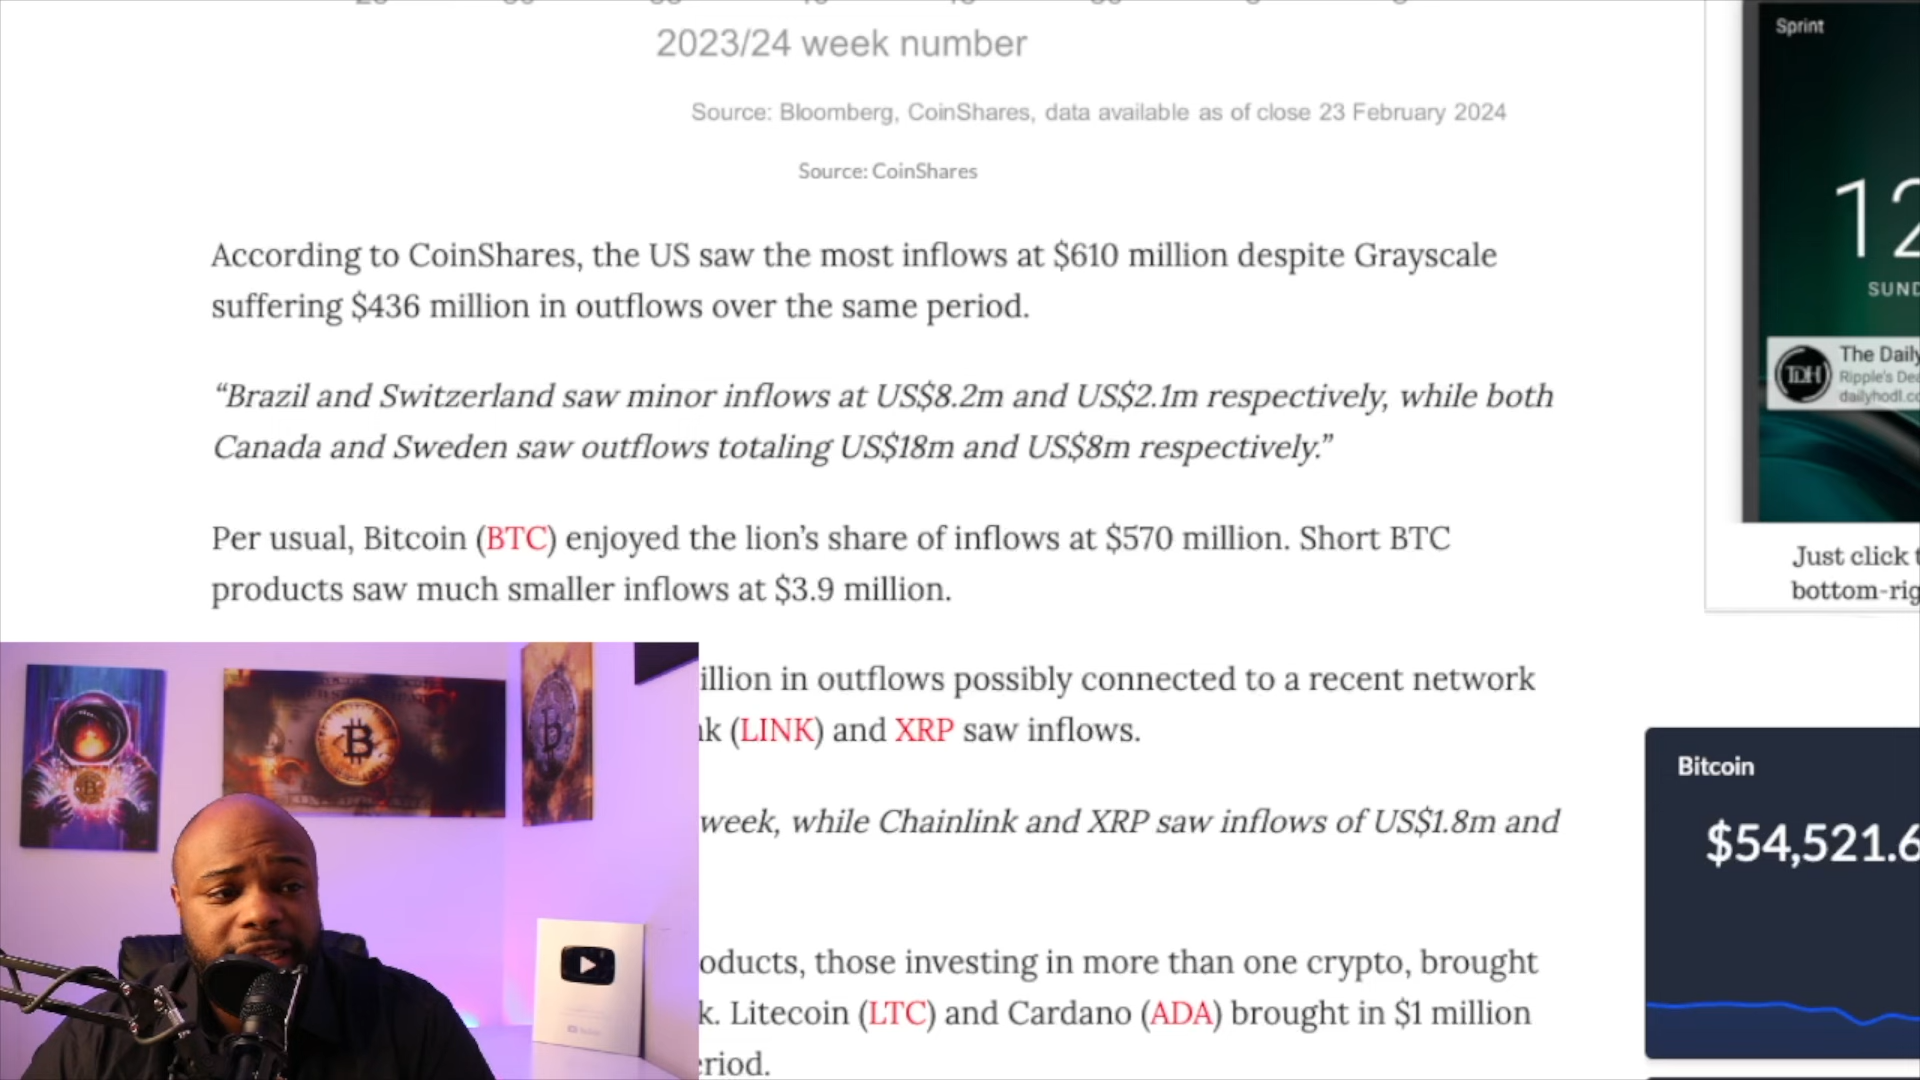 2023/24 week number
Source: Bloomberg, CoinShares, data available as of close 23 February 2024
Source: CoinShares
According to CoinShares, the US saw the most inflows at $610 million despite Grayscale
suffering $436 million in outflows over the same period.
“Brazil and Switzerland saw minor inflows at US$8.2m and US$2.1m respectively, while both
Canada and Sweden saw outflows totaling US$18m and US$8m respectively.”
Per usual, Bitcoin (BTC) enjoyed the lion’s share of inflows at $570 million. Short BTC
products saw much smaller inflows at $3.9 million.
illion in outflows possibly connected to a recent network
k (LINK) and XRP saw inflows.
week, while Chainlink and XRP saw inflows of US$1.8m and
oducts, those investing in more than one crypto, brought
k. Litecoin (LTC) and Cardano (ADA) brought in $1 million
eriod.
Sprint
12
SUND
TDH
The Daily
Ripple's Dea
dailyhodl.co
Just click t
bottom-rig
Bitcoin
$54,521.6